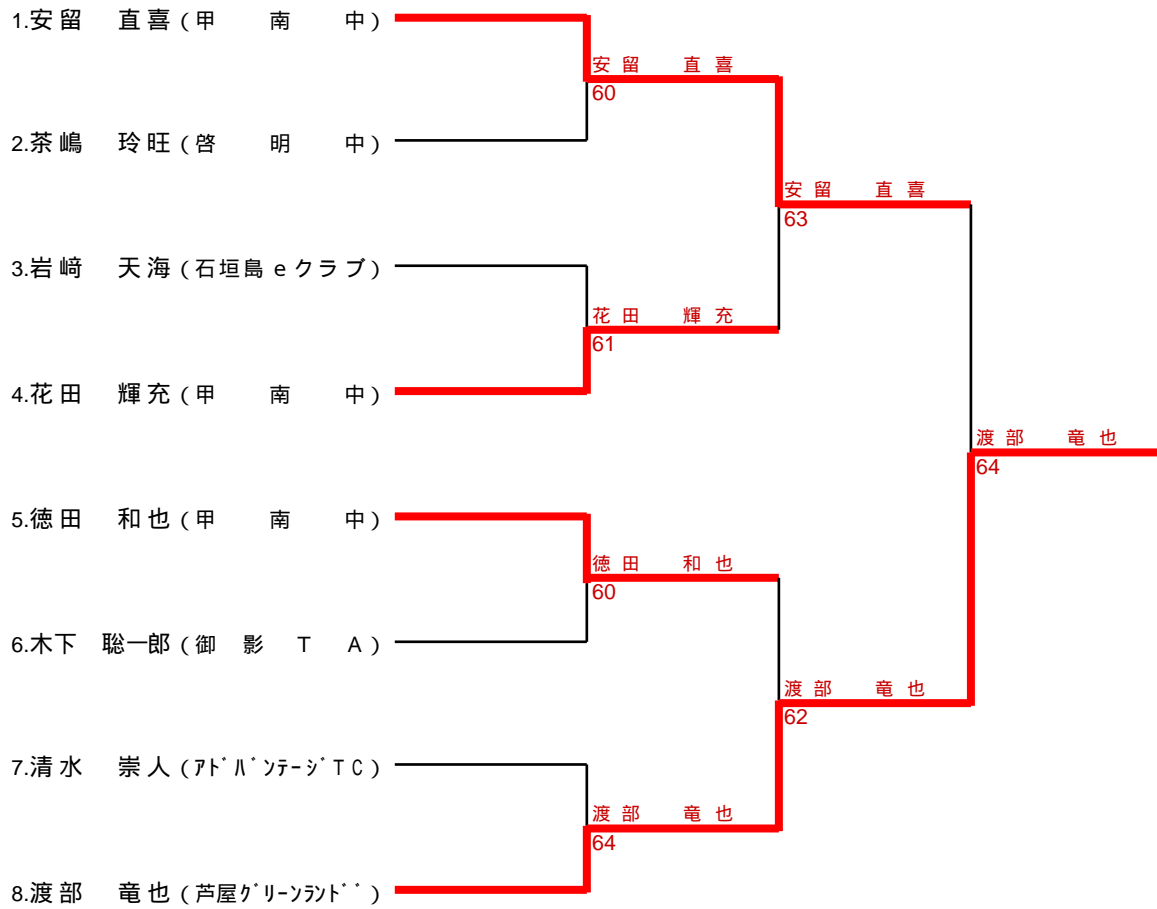 1.安留 直喜(甲 南 中)
安留 直喜
60
2.茶嶋 玲旺(啓 明 中)
安留 直喜
63
3.岩﨑 天海(石垣島eクラブ)
花田 輝充
61
4.花田 輝充(甲 南 中)
渡部 竜也
64
5.徳田 和也(甲 南 中)
徳田 和也
60
6.木下 聡一郎(御 影 T A)
渡部 竜也
62
7.清水 崇人(ｱﾄﾞﾊﾞﾝﾃｰｼﾞTC)
渡部 竜也
64
8.渡部 竜也(芦屋ｸﾞﾘｰﾝﾗﾝﾄﾞﾞ)